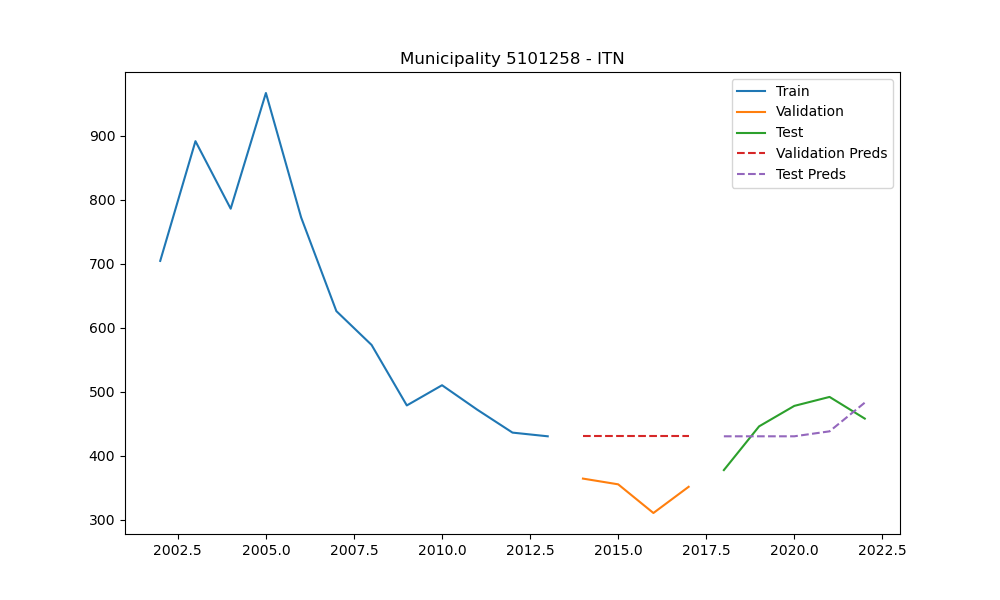 Municipality 5101258 - ITN
Train
Validation
Test
Validation Preds
Test Preds
900
800
700
600
500
400
300
2002.5 2005.0 2007.5 2010.0 2012.5 2015.0 2017.5 2020.0 2022.5